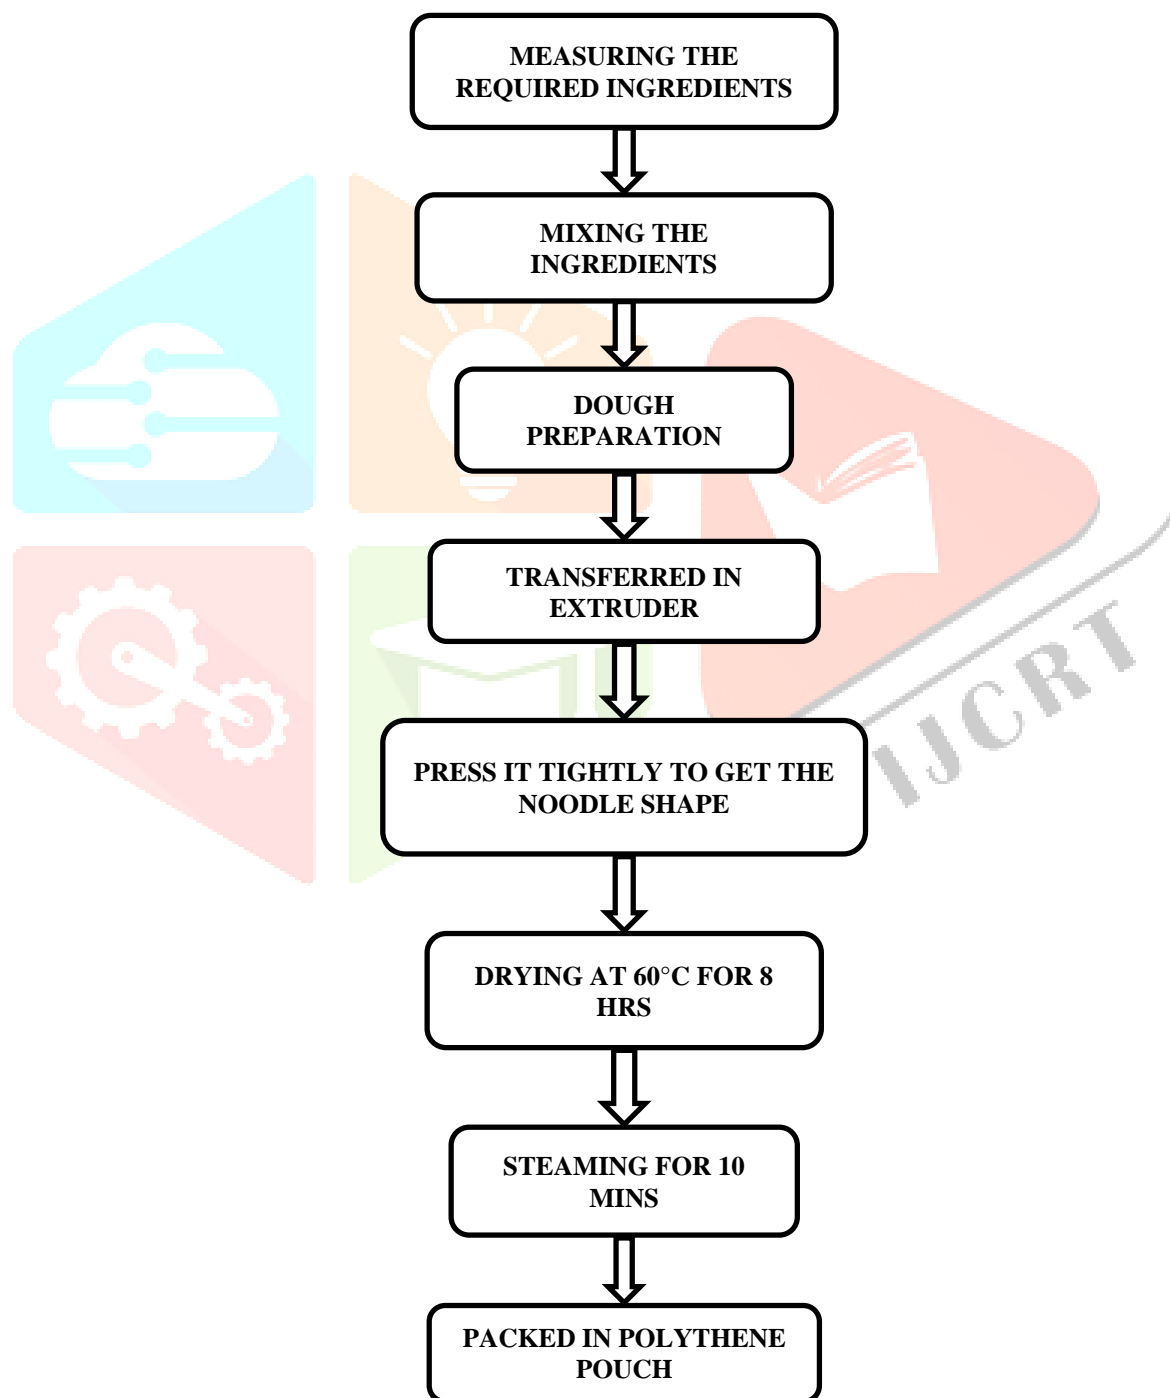 MEASURING THE
REQUIRED INGREDIENTS
MIXING THE
INGREDIENTS
DOUGH
PREPARATION
TRANSFERRED IN
EXTRUDER
PRESS IT TIGHTLY TO GET THE
NOODLE SHAPE
IJCRT
DRYING AT 60°C FOR 8
HRS
STEAMING FOR 10
MINS
PACKED IN POLYTHENE
POUCH